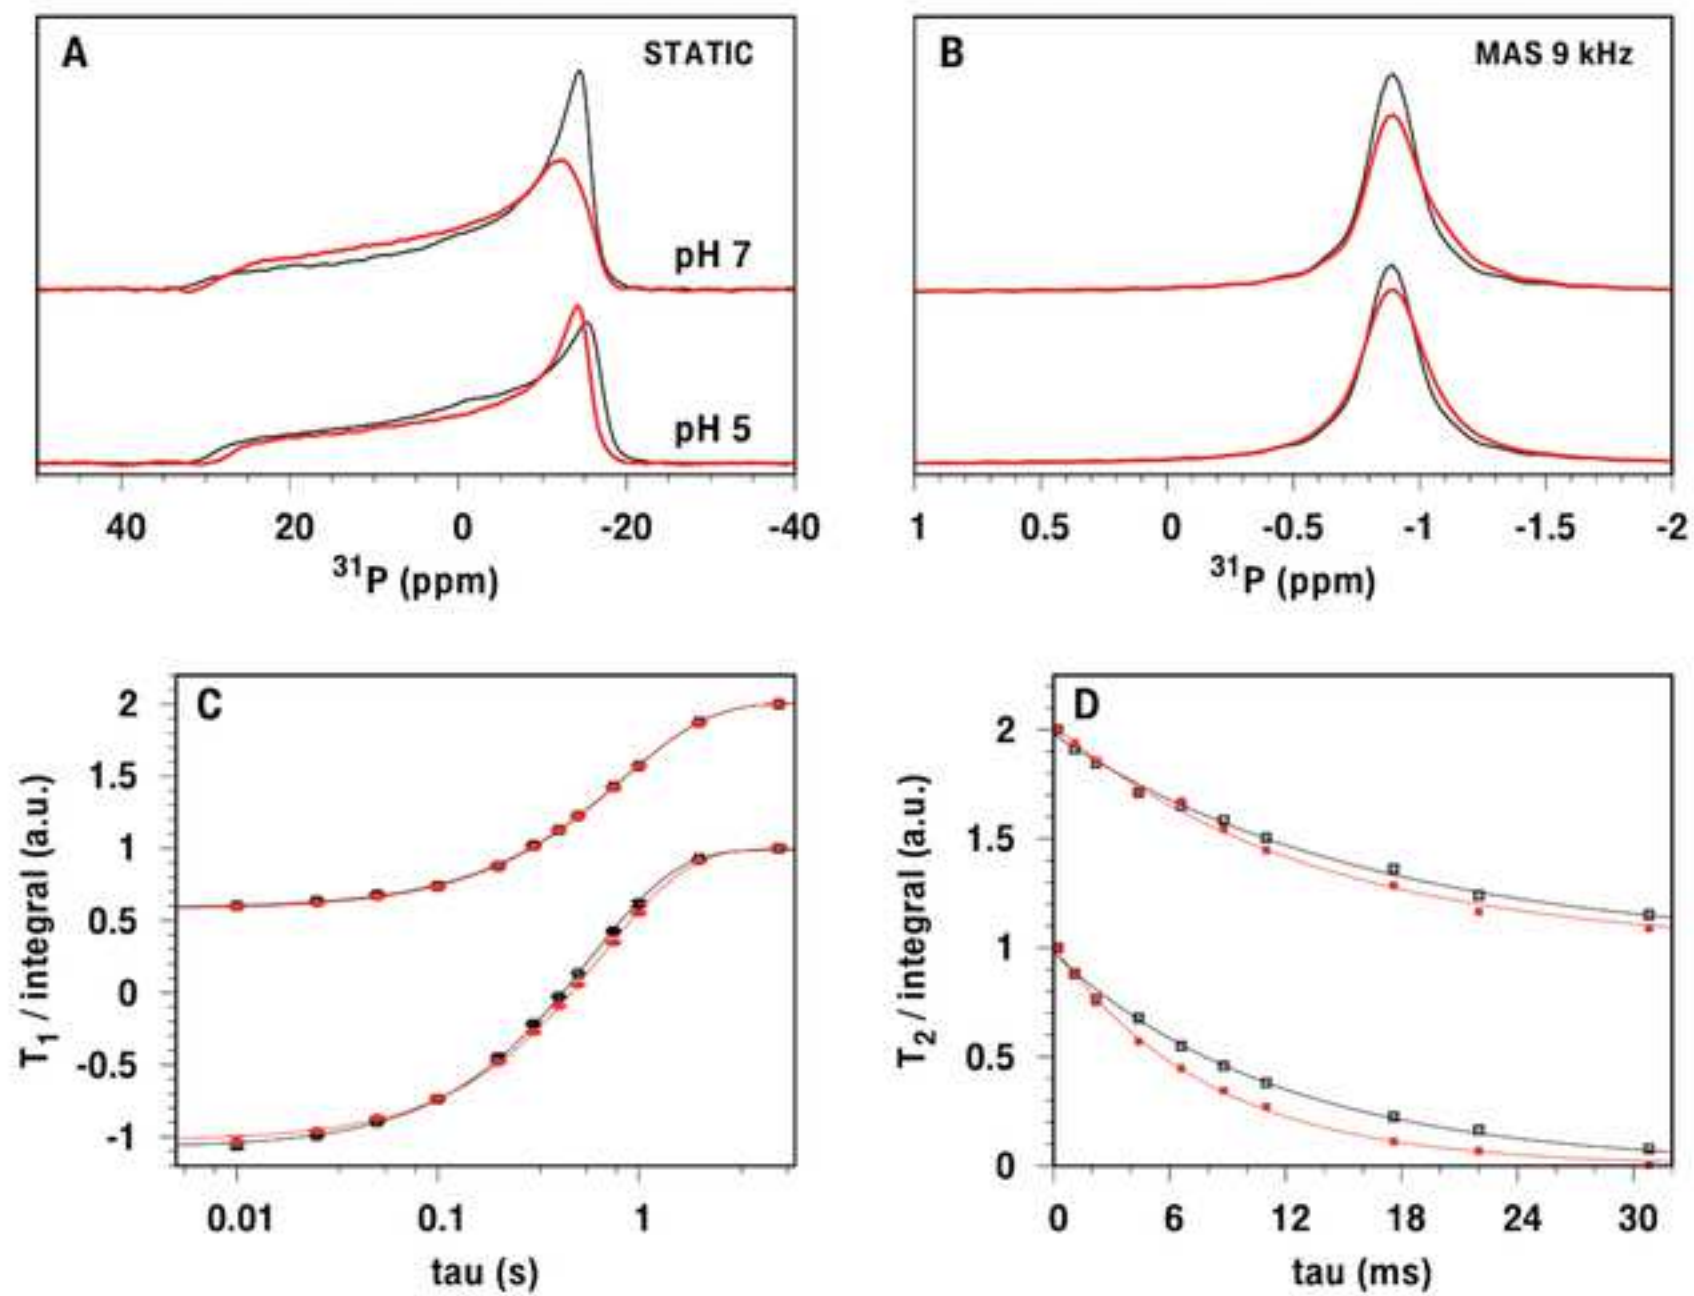 A STATIC
pH 7
pH 5
40 20 0 -20 -40
³¹P (ppm)
B MAS 9 kHz
1 0.5 0 -0.5 -1 -1.5 -2
³¹P (ppm)
C
2
1.5
1
0.5
0
-0.5
-1
T₁ / integral (a.u.)
0.01 0.1 1
tau (s)
D
2
1.5
1
0.5
0
T₂ / integral (a.u.)
0 6 12 18 24 30
tau (ms)